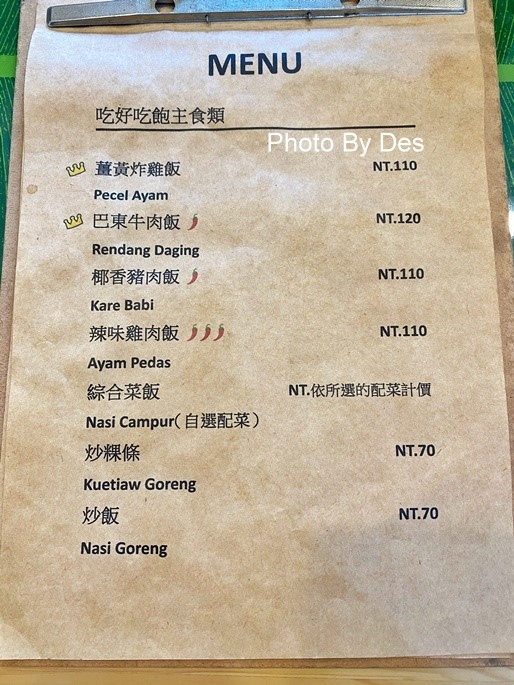 MENU
吃好吃飽主食類
Photo By Des
薑黃炸雞飯 NT.110
Pecel Ayam
巴東牛肉飯 NT.120
Rendang Daging
椰香豬肉飯 NT.110
Kare Babi
辣味雞肉飯 NT.110
Ayam Pedas
綜合菜飯 NT.依所選的配菜計價
Nasi Campur(自選配菜)
炒粿條 NT.70
Kuetiaw Goreng
炒飯 NT.70
Nasi Goreng